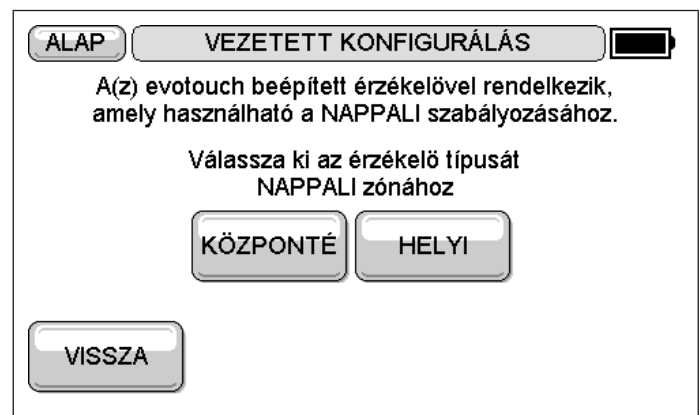 ALAP
VEZETETT KONFIGURÁLÁS
A(z) evotouch beépített érzékelövel rendelkezik,
amely használható a NAPPALI szabályozásához.
Válassza ki az érzékelö típusát
NAPPALI zónához
KÖZPONTÉ
HELYI
VISSZA